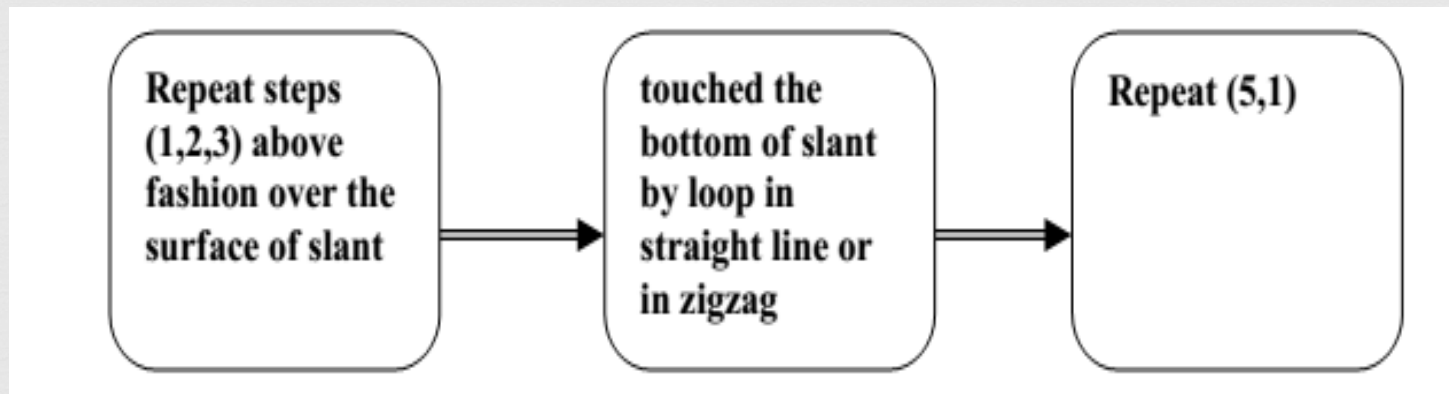 Repeat steps
(1,2,3) above
fashion over the
surface of slant
touched the
bottom of slant
by loop in
straight line or
in zigzag
Repeat (5,1)